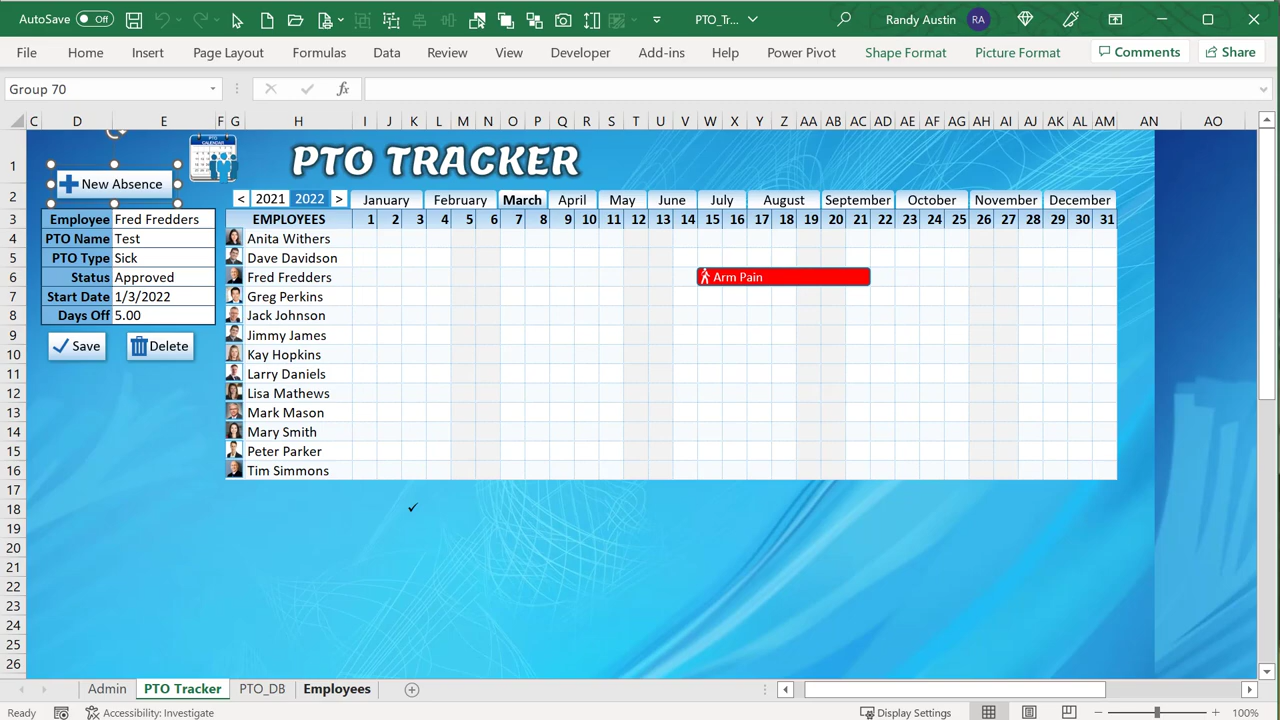 AutoSave Off PTO_Tr... Randy Austin RA
File Home Insert Page Layout Formulas Data Review View Developer Add-ins Help Power Pivot Shape Format Picture Format Comments Share
Group 70 fx
C D E F G H I J K L M N O P Q R S T U V W X Y Z AA AB AC AD AE AF AG AH AI AJ AK AL AM AN AO
1 PTO TRACKER
New Absence
2 < 2021 2022 > January February March April May June July August September October November December
3 Employee Fred Fredders EMPLOYEES 1 2 3 4 5 6 7 8 9 10 11 12 13 14 15 16 17 18 19 20 21 22 23 24 25 26 27 28 29 30 31
4 PTO Name Test Anita Withers
5 PTO Type Sick Dave Davidson
6 Status Approved Fred Fredders Arm Pain
7 Start Date 1/3/2022 Greg Perkins
8 Days Off 5.00 Jack Johnson
9 Save Delete Jimmy James
10 Kay Hopkins
11 Larry Daniels
12 Lisa Mathews
13 Mark Mason
14 Mary Smith
15 Peter Parker
16 Tim Simmons
17
18
19
20
21
22
23
24
25
26
Admin PTO Tracker PTO_DB Employees
Ready Accessibility: Investigate Display Settings 100%